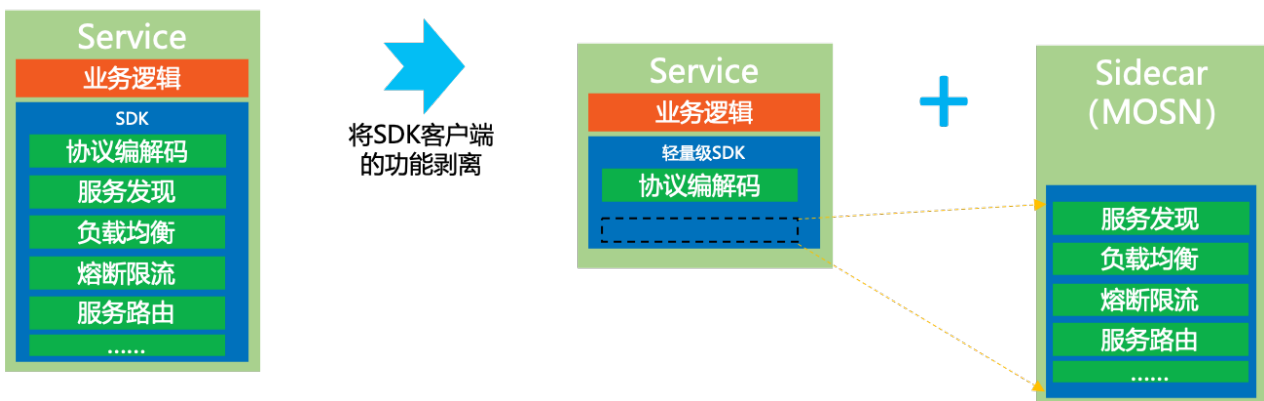 Service
业务逻辑
SDK
协议编解码
服务发现
负载均衡
熔断限流
服务路由
......
将SDK客户端
的功能剥离
Service
业务逻辑
轻量级SDK
协议编解码
Sidecar
(MOSN)
服务发现
负载均衡
熔断限流
服务路由
......